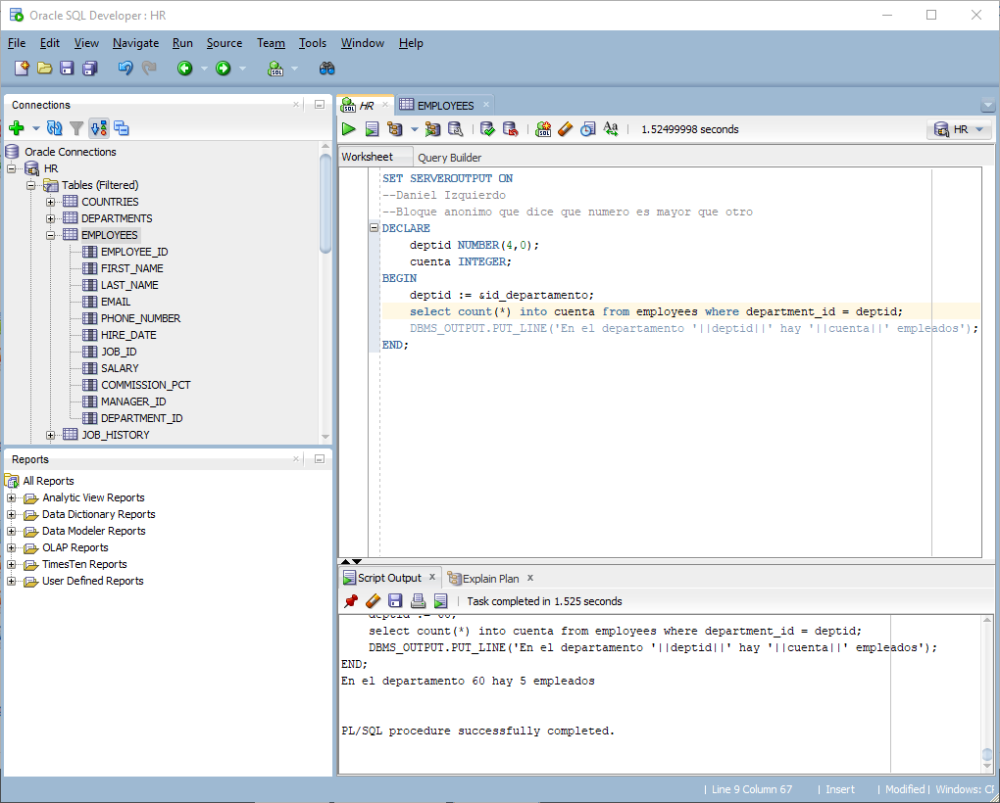 Oracle SQL Developer : HR
File Edit View Navigate Run Source Team Tools Window Help
Connections
Oracle Connections
HR
Tables (Filtered)
COUNTRIES
DEPARTMENTS
EMPLOYEES
EMPLOYEE_ID
FIRST_NAME
LAST_NAME
EMAIL
PHONE_NUMBER
HIRE_DATE
JOB_ID
SALARY
COMMISSION_PCT
MANAGER_ID
DEPARTMENT_ID
JOB_HISTORY
Reports
All Reports
Analytic View Reports
Data Dictionary Reports
Data Modeler Reports
OLAP Reports
TimesTen Reports
User Defined Reports
HR EMPLOYEES
1.52499998 seconds HR
Worksheet Query Builder
SET SERVEROUTPUT ON
--Daniel Izquierdo
--Bloque anonimo que dice que numero es mayor que otro
DECLARE
deptid NUMBER(4,0);
cuenta INTEGER;
BEGIN
deptid := &id_departamento;
select count(*) into cuenta from employees where department_id = deptid;
DBMS_OUTPUT.PUT_LINE('En el departamento '||deptid||' hay '||cuenta||' empleados');
END;
Script Output Explain Plan
Task completed in 1.525 seconds
deptid := 60;
select count(*) into cuenta from employees where department_id = deptid;
DBMS_OUTPUT.PUT_LINE('En el departamento '||deptid||' hay '||cuenta||' empleados');
END;
En el departamento 60 hay 5 empleados
PL/SQL procedure successfully completed.
Line 9 Column 67 Insert Modified Windows: